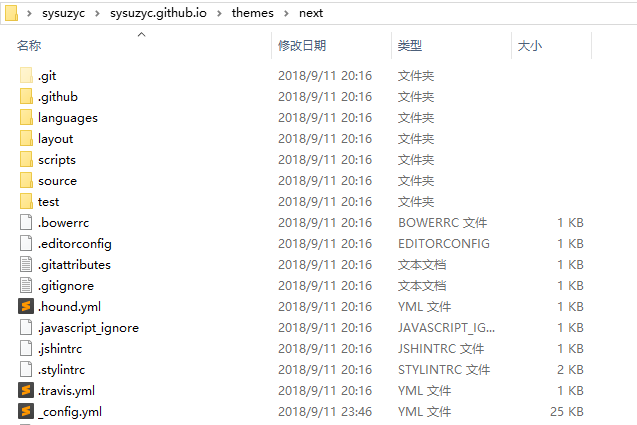 sysuzyc › sysuzyc.github.io › themes › next
名称 修改日期 类型 大小
.git 2018/9/11 20:16 文件夹
.github 2018/9/11 20:16 文件夹
languages 2018/9/11 20:16 文件夹
layout 2018/9/11 20:16 文件夹
scripts 2018/9/11 20:16 文件夹
source 2018/9/11 20:16 文件夹
test 2018/9/11 20:16 文件夹
.bowerrc 2018/9/11 20:16 BOWERRC 文件 1 KB
.editorconfig 2018/9/11 20:16 EDITORCONFIG 1 KB
.gitattributes 2018/9/11 20:16 文本文档 1 KB
.gitignore 2018/9/11 20:16 文本文档 1 KB
.hound.yml 2018/9/11 20:16 YML 文件 1 KB
.javascript_ignore 2018/9/11 20:16 JAVASCRIPT_IG... 1 KB
.jshintrc 2018/9/11 20:16 JSHINTRC 文件 1 KB
.stylintrc 2018/9/11 20:16 STYLINTRC 文件 2 KB
.travis.yml 2018/9/11 20:16 YML 文件 1 KB
_config.yml 2018/9/11 23:46 YML 文件 25 KB